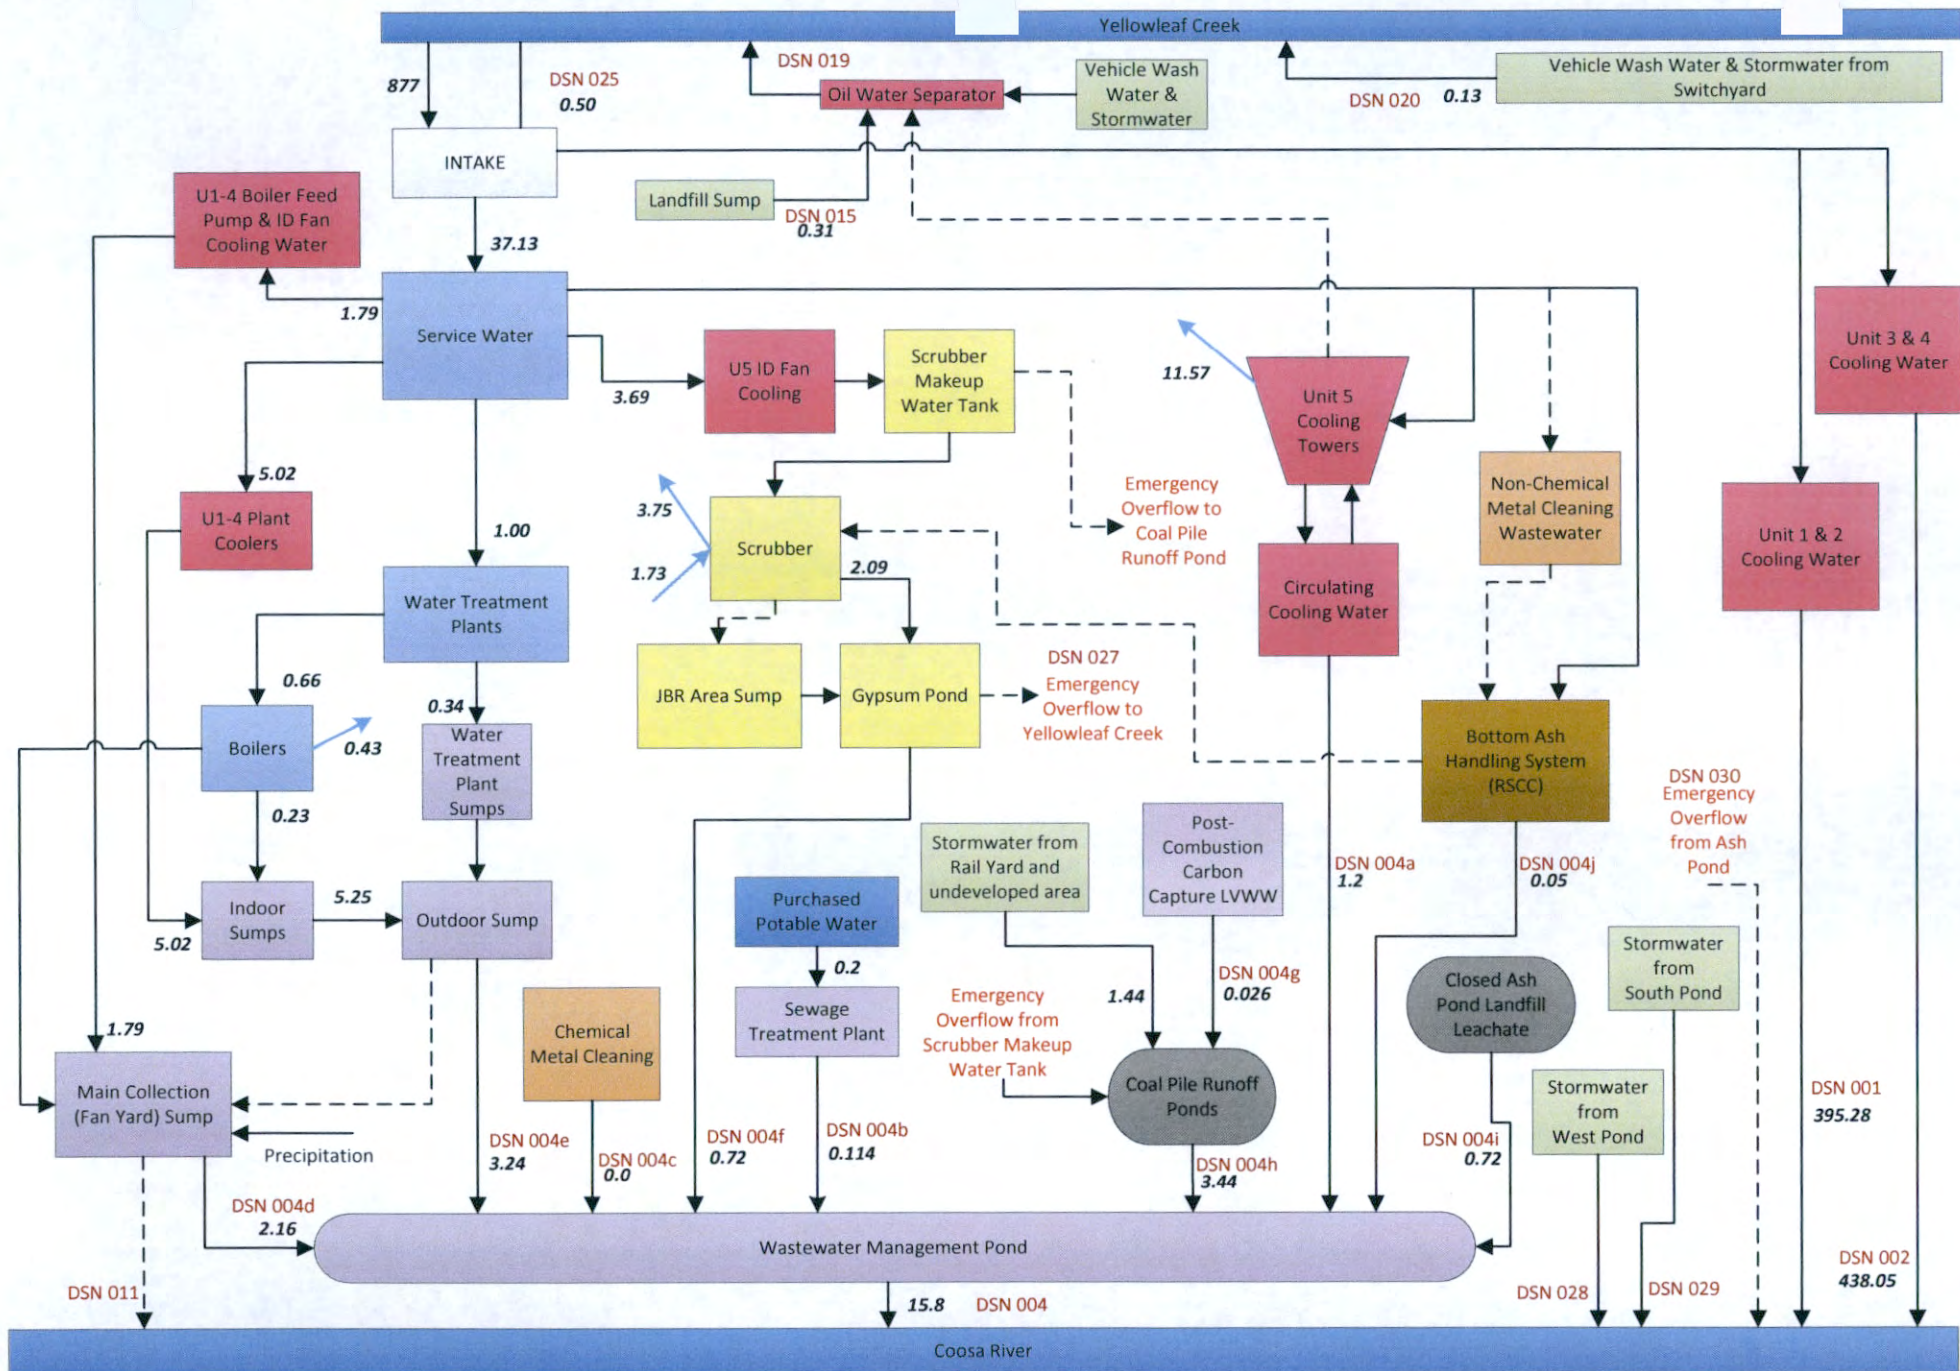 Yellowleaf Creek
877
DSN 025
0.50
DSN 019
Oil Water Separator
Vehicle Wash
Water &
Stormwater
DSN 020
0.13
Vehicle Wash Water & Stormwater from
Switchyard
INTAKE
Landfill Sump
DSN 015
0.31
U1-4 Boiler Feed
Pump & ID Fan
Cooling Water
37.13
1.79
Service Water
3.69
U5 ID Fan
Cooling
Scrubber
Makeup
Water Tank
11.57
Unit 5
Cooling
Towers
Unit 3 & 4
Cooling Water
5.02
U1-4 Plant
Coolers
1.00
3.75
1.73
Scrubber
2.09
Emergency
Overflow to
Coal Pile
Runoff Pond
Non-Chemical
Metal Cleaning
Wastewater
Unit 1 & 2
Cooling Water
Circulating
Cooling Water
Water Treatment
Plants
0.66
0.34
Boilers
0.43
Water
Treatment
Plant
Sumps
JBR Area Sump
Gypsum Pond
DSN 027
Emergency
Overflow to
Yellowleaf Creek
Bottom Ash
Handling System
(RSCC)
DSN 030
Emergency
Overflow
from Ash
Pond
0.23
Indoor
Sumps
5.02
5.25
Outdoor Sump
Purchased
Potable Water
0.2
Sewage
Treatment Plant
Stormwater from
Rail Yard and
undeveloped area
Post-
Combustion
Carbon
Capture LVWW
DSN 004a
1.2
DSN 004j
0.05
1.44
DSN 004g
0.026
Closed Ash
Pond Landfill
Leachate
Stormwater
from
South Pond
Emergency
Overflow from
Scrubber Makeup
Water Tank
Coal Pile Runoff
Ponds
Chemical
Metal Cleaning
1.79
Main Collection
(Fan Yard) Sump
Precipitation
Stormwater
from
West Pond
DSN 004e
3.24
DSN 004c
0.0
DSN 004f
0.72
DSN 004b
0.114
DSN 004h
3.44
DSN 004i
0.72
DSN 001
395.28
DSN 004d
2.16
Wastewater Management Pond
DSN 011
15.8
DSN 004
DSN 028
DSN 029
DSN 002
438.05
Coosa River